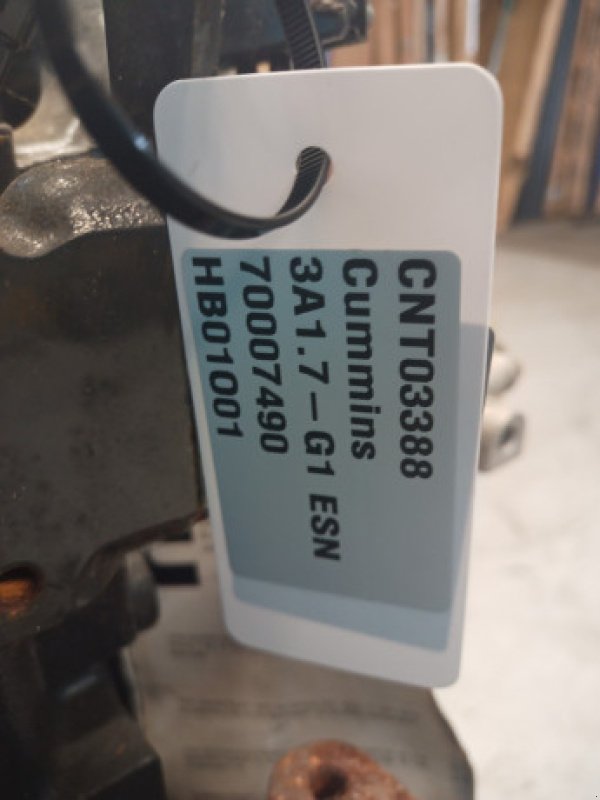 CNT03388
Cummins
3A1.7-G1 ESN
70007490
HB01001